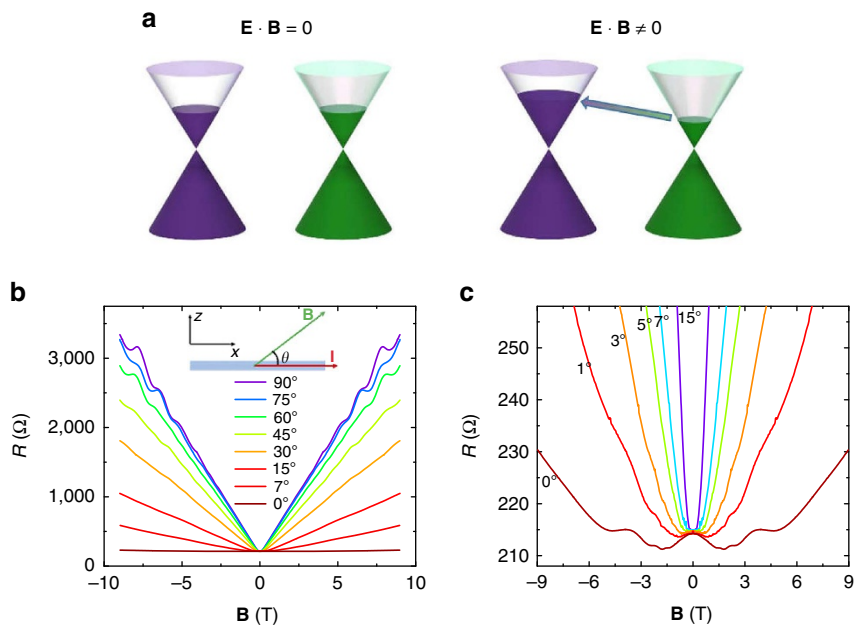 a
E · B = 0
E · B ≠ 0
b
R (Ω)
3,000
2,000
1,000
0
−10
−5
0
5
10
B (T)
z
x
B
θ
I
90°
75°
60°
45°
30°
15°
7°
0°
c
R (Ω)
250
240
230
220
210
−9
−6
−3
0
3
6
9
B (T)
0°
1°
3°
5°
7°
15°